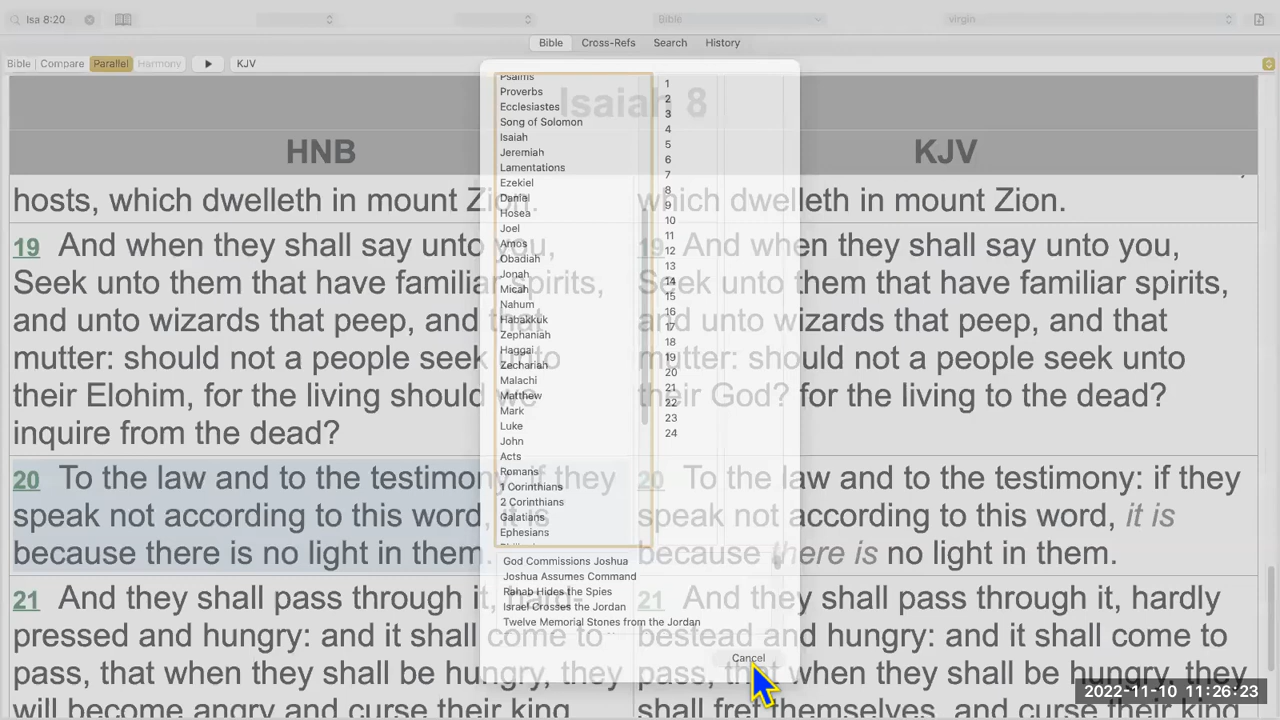 Isa 8:20
Bible
virgin
Bible Cross-Refs Search History
Bible Compare Parallel Harmony KJV
Isaiah 8
HNB
KJV
hosts, which dwelleth in mount Zion.
19 And when they shall say unto you,
Seek unto them that have familiar spirits,
and unto wizards that peep, and that
mutter: should not a people seek unto
their Elohim, for the living should we
inquire from the dead?
20 To the law and to the testimony: if they
speak not according to this word, it is
because there is no light in them.
21 And they shall pass through it, hard-
pressed and hungry: and it shall come to
pass, that when they shall be hungry, they
will become angry and curse their king
which dwelleth in mount Zion.
19 And when they shall say unto you,
Seek unto them that have familiar spirits,
and unto wizards that peep, and that
mutter: should not a people seek unto
their God? for the living to the dead?
20 To the law and to the testimony: if they
speak not according to this word, it is
because there is no light in them.
21 And they shall pass through it, hardly
bestead and hungry: and it shall come to
pass, that when they shall be hungry, they
shall fret themselves, and curse their king
Psalms
Proverbs
Ecclesiastes
Song of Solomon
Isaiah
Jeremiah
Lamentations
Ezekiel
Daniel
Hosea
Joel
Amos
Obadiah
Jonah
Micah
Nahum
Habakkuk
Zephaniah
Haggai
Zechariah
Malachi
Matthew
Mark
Luke
John
Acts
Romans
1 Corinthians
2 Corinthians
Galatians
Ephesians
1
2
3
4
5
6
7
8
9
10
11
12
13
14
15
16
17
18
19
20
21
22
23
24
God Commissions Joshua
Joshua Assumes Command
Rahab Hides the Spies
Israel Crosses the Jordan
Twelve Memorial Stones from the Jordan
Cancel
2022-11-10 11:26:23